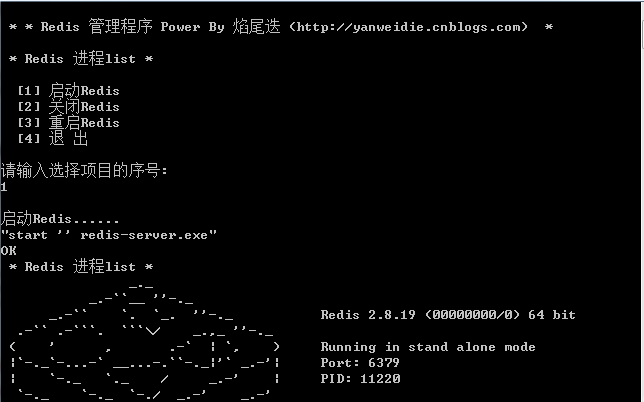 * * Redis 管理程序 Power By 焰尾迭 (http://yanweidie.cnblogs.com) *
* Redis 进程list *
[1] 启动Redis
[2] 关闭Redis
[3] 重启Redis
[4] 退 出
请输入选择项目的序号:
1
启动Redis......
"start '' redis-server.exe"
OK
* Redis 进程list *
Redis 2.8.19 (00000000/0) 64 bit
Running in stand alone mode
Port: 6379
PID: 11220